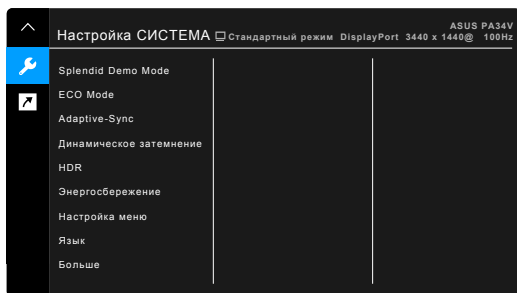 ASUS PA34V
Настройка СИСТЕМА Стандартный режим DisplayPort 3440 x 1440@ 100Hz
Splendid Demo Mode
ECO Mode
Adaptive-Sync
Динамическое затемнение
HDR
Энергосбережение
Настройка меню
Язык
Больше